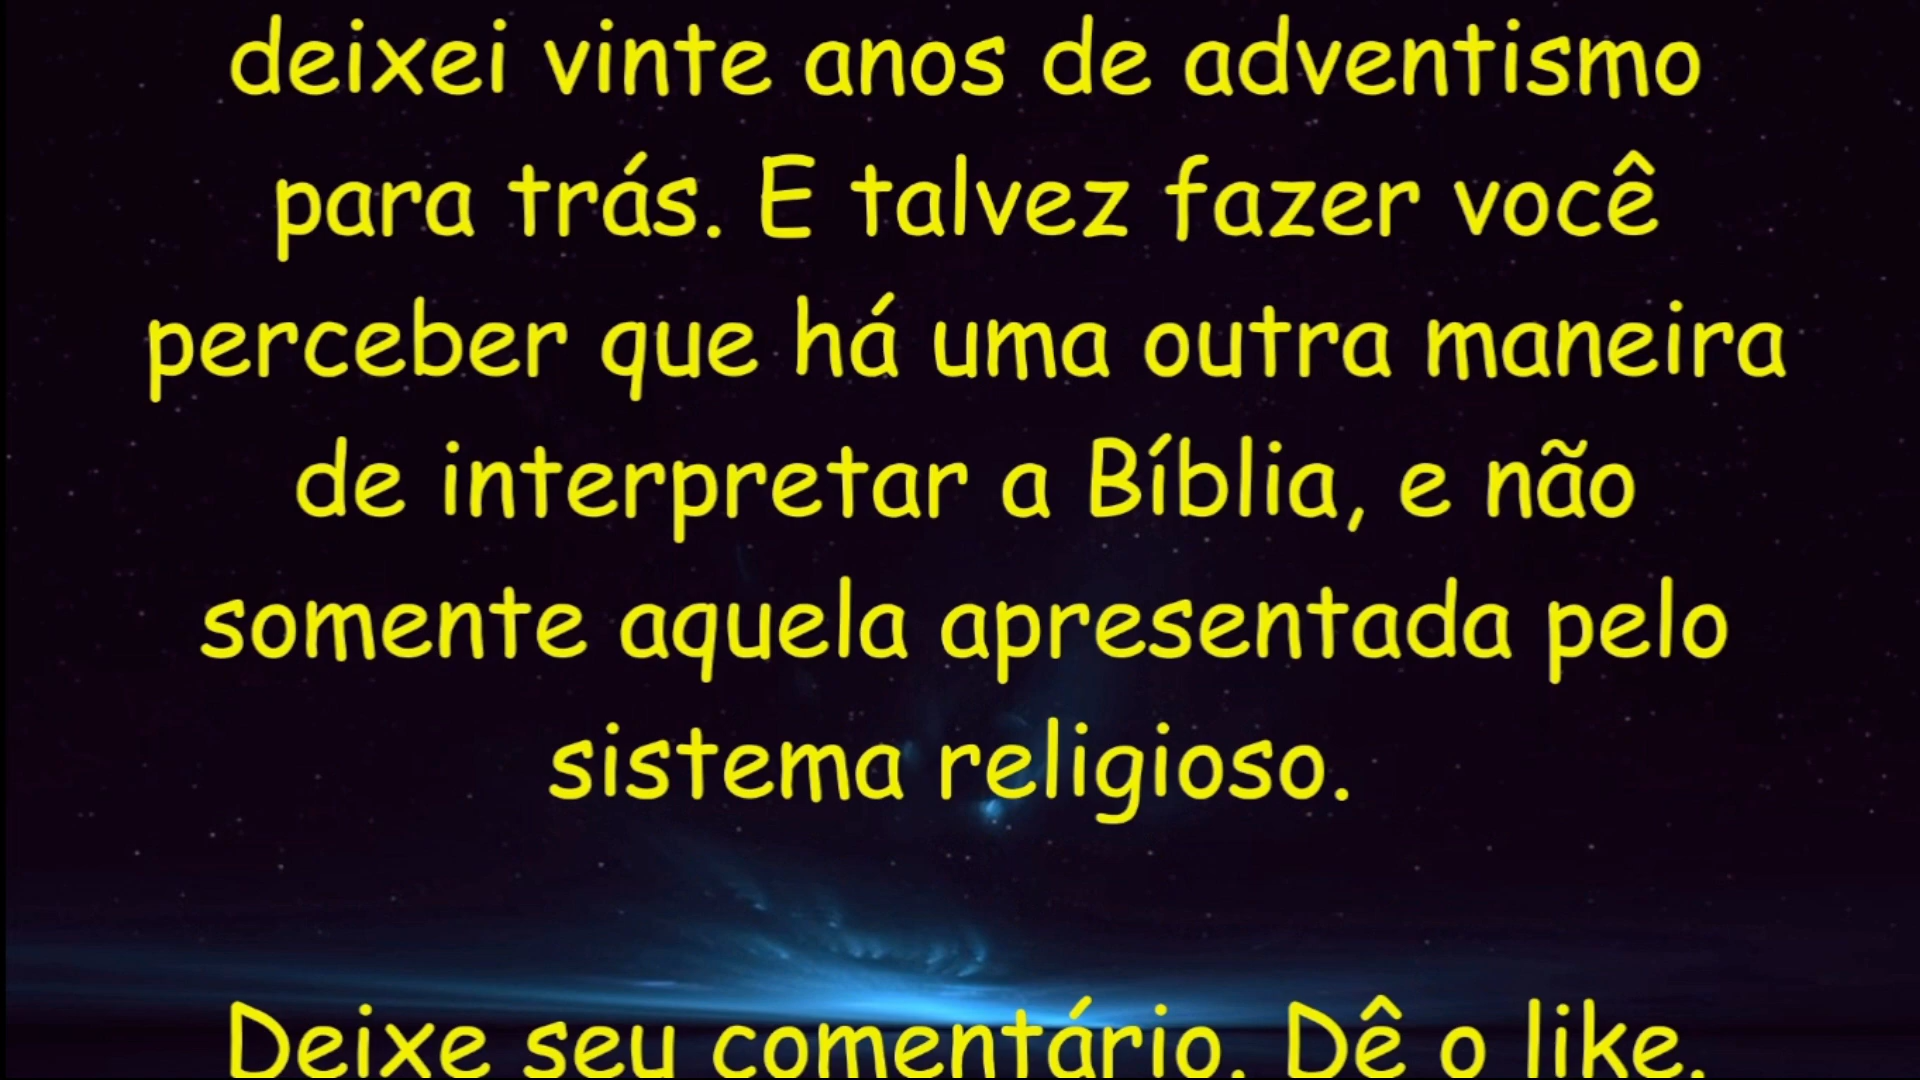 deixei vinte anos de adventismo
para trás. E talvez fazer você
perceber que há uma outra maneira
de interpretar a Bíblia, e não
somente aquela apresentada pelo
sistema religioso.
Deixe seu comentário. Dê o like.